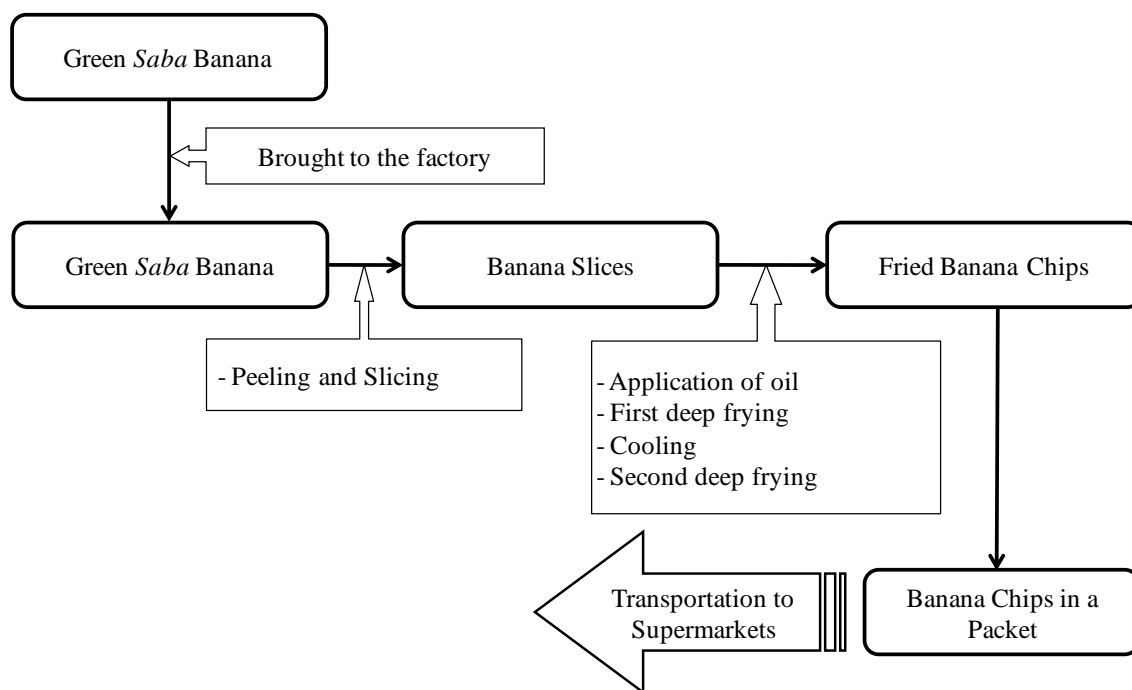 Green Saba Banana
Brought to the factory
Green Saba Banana
Banana Slices
Fried Banana Chips
- Peeling and Slicing
- Application of oil
- First deep frying
- Cooling
- Second deep frying
Transportation to
Supermarkets
Banana Chips in a
Packet